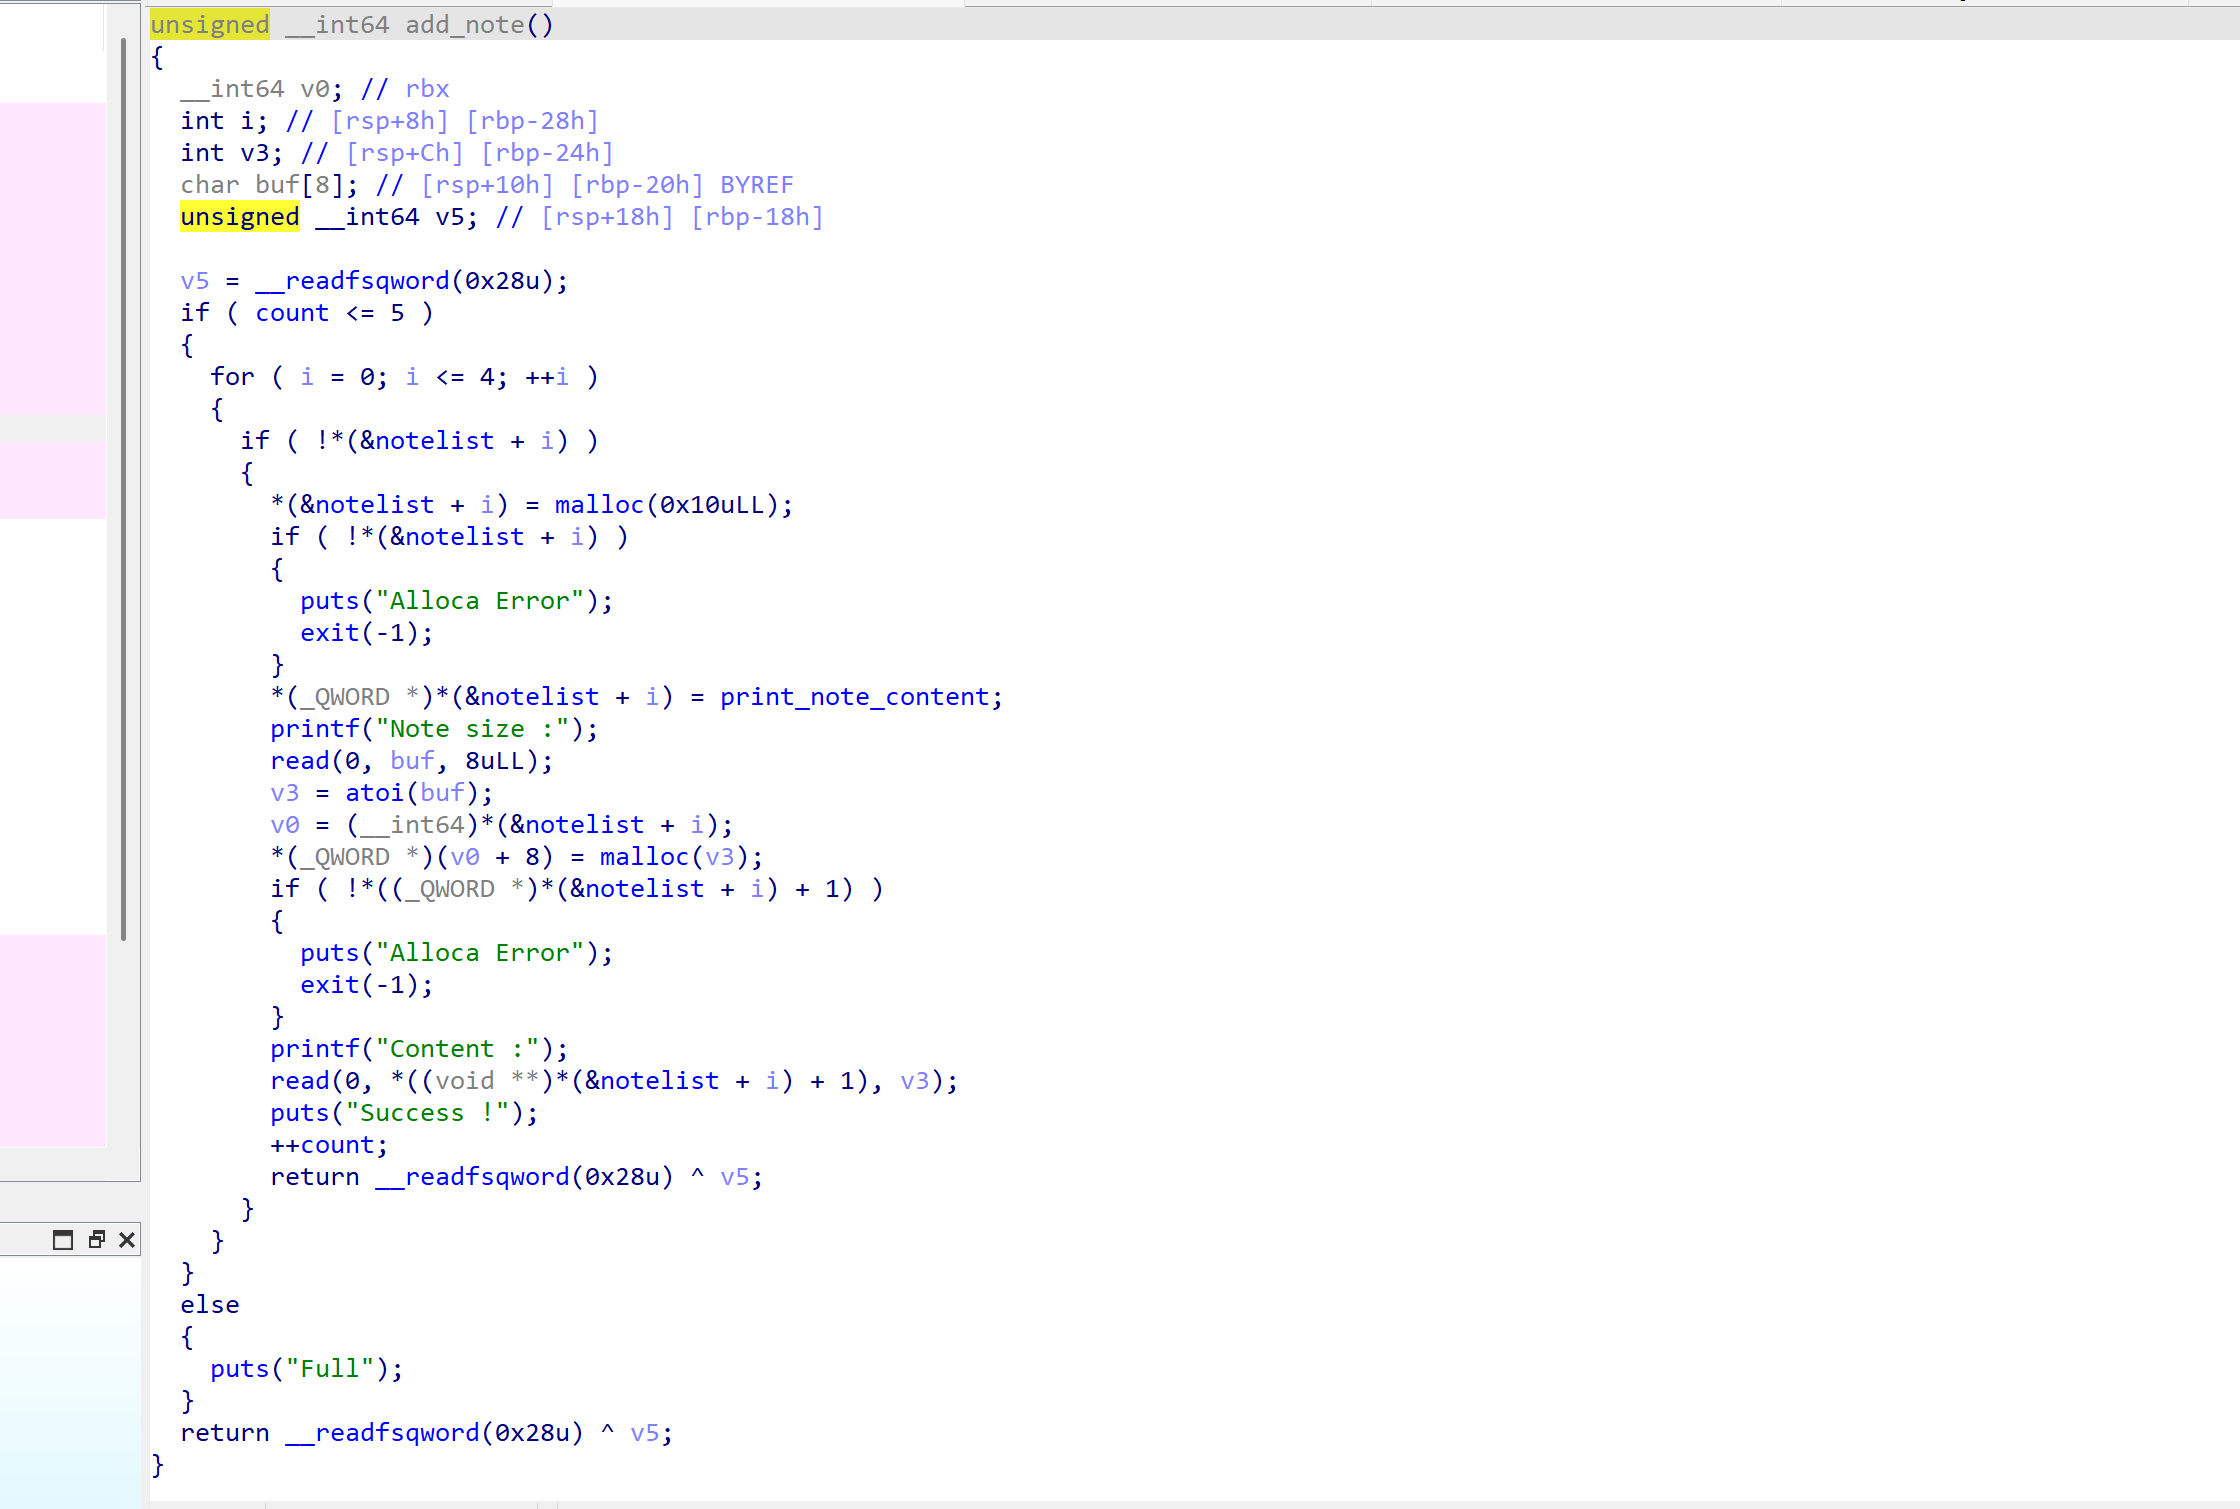 unsigned __int64 add_note()
{
  __int64 v0; // rbx
  int i; // [rsp+8h] [rbp-28h]
  int v3; // [rsp+Ch] [rbp-24h]
  char buf[8]; // [rsp+10h] [rbp-20h] BYREF
  unsigned __int64 v5; // [rsp+18h] [rbp-18h]

  v5 = __readfsqword(0x28u);
  if ( count <= 5 )
  {
    for ( i = 0; i <= 4; ++i )
    {
      if ( !*(&notelist + i) )
      {
        *(&notelist + i) = malloc(0x10uLL);
        if ( !*(&notelist + i) )
        {
          puts("Alloca Error");
          exit(-1);
        }
        *(_QWORD *)*(&notelist + i) = print_note_content;
        printf("Note size :");
        read(0, buf, 8uLL);
        v3 = atoi(buf);
        v0 = (__int64)*(&notelist + i);
        *(_QWORD *)(v0 + 8) = malloc(v3);
        if ( !*((_QWORD *)*(&notelist + i) + 1) )
        {
          puts("Alloca Error");
          exit(-1);
        }
        printf("Content :");
        read(0, *((void **)*(&notelist + i) + 1), v3);
        puts("Success !");
        ++count;
        return __readfsqword(0x28u) ^ v5;
      }
    }
  }
  else
  {
    puts("Full");
  }
  return __readfsqword(0x28u) ^ v5;
}